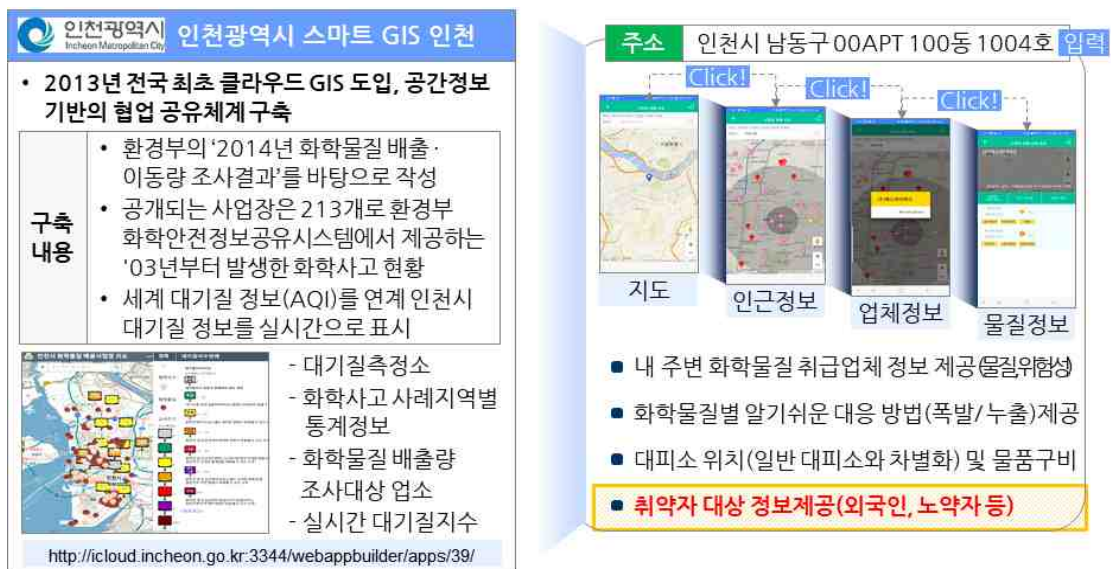 인천광역시
Incheon Metropolitan City
인천광역시 스마트 GIS 인천
• 2013년 전국 최초 클라우드 GIS 도입, 공간정보
기반의 협업 공유체계 구축
구축
내용
• 환경부의 '2014년 화학물질 배출·
이동량 조사결과'를 바탕으로 작성
• 공개되는 사업장은 213개로 환경부
화학안전정보공유시스템에서 제공하는
'03년부터 발생한 화학사고 현황
• 세계 대기질 정보(AQI)를 연계 인천시
대기질 정보를 실시간으로 표시
- 대기질측정소
- 화학사고 사례지역별
통계정보
- 화학물질 배출량
조사대상 업소
- 실시간 대기질지수
http://icloud.incheon.go.kr:3344/webappbuilder/apps/39/
주소 인천시 남동구 00APT 100동 1004호 입력
Click!
Click!
Click!
지도
인근정보
업체정보
물질정보
내 주변 화학물질 취급업체 정보 제공(물질,위험성)
화학물질별 알기쉬운 대응 방법(폭발/누출)제공
대피소 위치(일반 대피소와 차별화) 및 물품구비
취약자 대상 정보제공(외국인, 노약자 등)